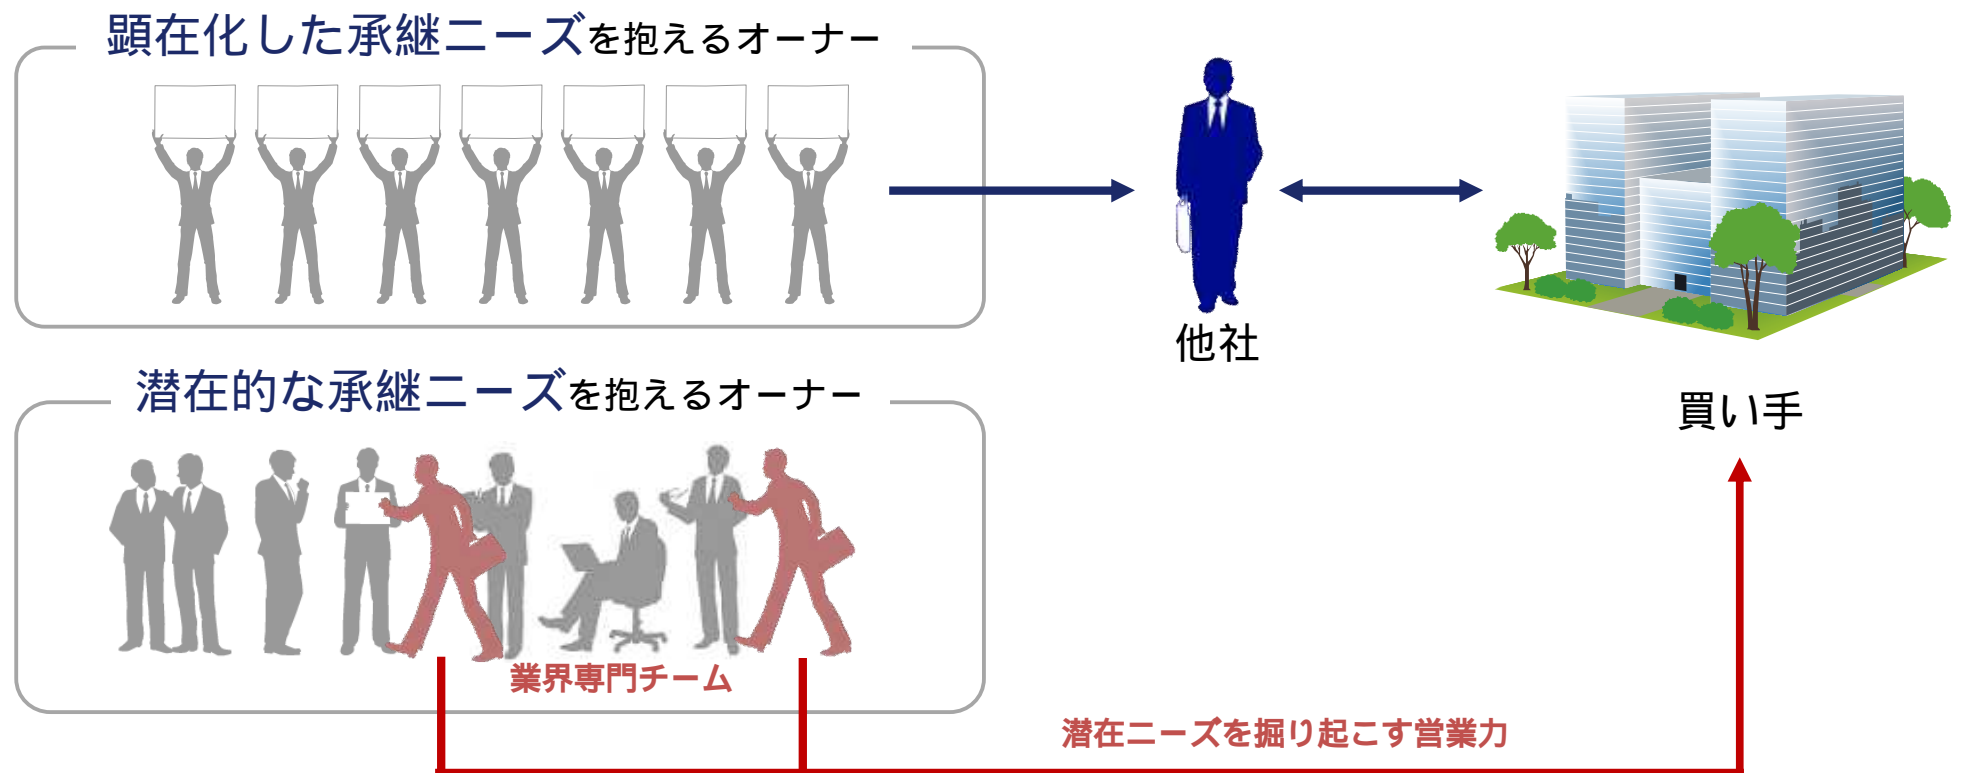 顕在化した承継ニーズを抱えるオーナー
他社
潜在的な承継ニーズを抱えるオーナー
買い手
業界専門チーム
潜在ニーズを掘り起こす営業力